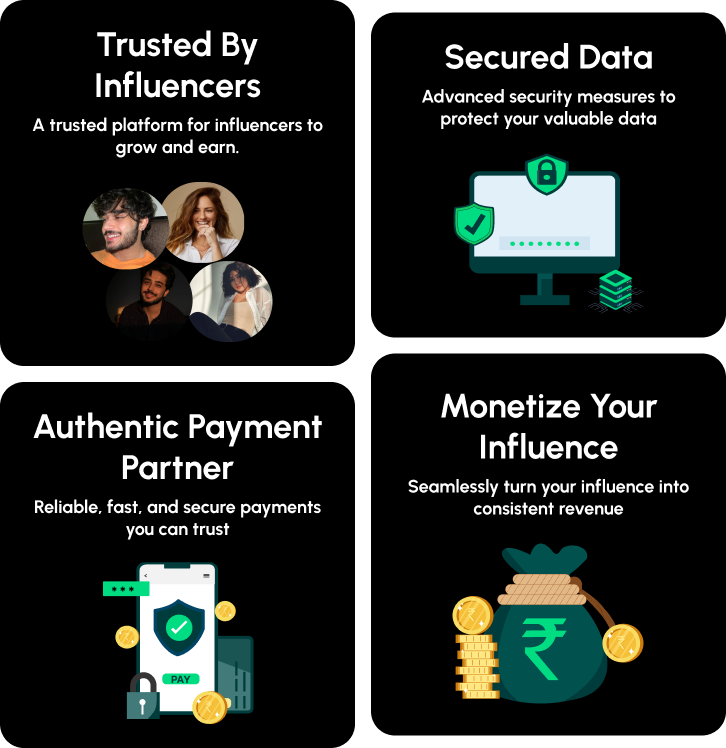 Trusted By
Influencers
A trusted platform for influencers to
grow and earn.
Secured Data
Advanced security measures to
protect your valuable data
Authentic Payment
Partner
Reliable, fast, and secure payments
you can trust
***
PAY
Monetize Your
Influence
Seamlessly turn your influence into
consistent revenue
₹